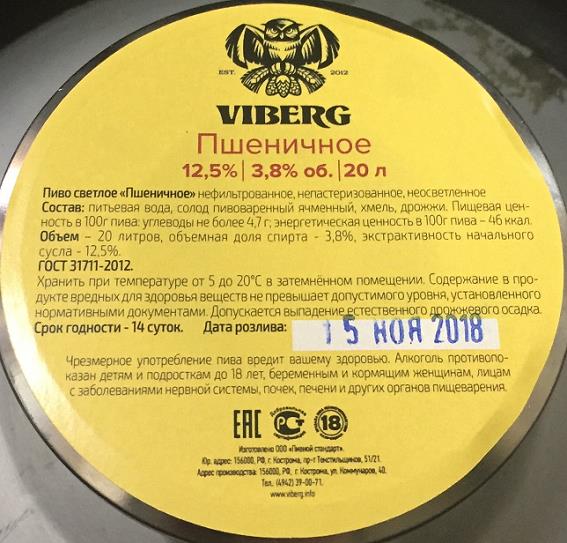 EST. 2012
VIBERG
Пшеничное
12,5% | 3,8% об. | 20 л
Пиво светлое «Пшеничное» нефильтрованное, непастеризованное, неосветленное
Состав: питьевая вода, солод пивоваренный ячменный, хмель, дрожжи. Пищевая цен-
ность в 100г пива: углеводы не более 4,7 г; энергетическая ценность в 100г пива – 46 ккал.
Объем – 20 литров, объемная доля спирта - 3,8%, экстрактивность начального
сусла - 12,5%.
ГОСТ 31711-2012.
Хранить при температуре от 5 до 20°С в затемнённом помещении. Содержание в про-
дукте вредных для здоровья веществ не превышает допустимого уровня, установленного
нормативными документами. Допускается выпадение естественного дрожжевого осадка.
Срок годности - 14 суток. Дата розлива: 15 НОЯ 2018
Чрезмерное употребление пива вредит вашему здоровью. Алкоголь противопо-
казан детям и подросткам до 18 лет, беременным и кормящим женщинам, лицам
с заболеваниями нервной системы, почек, печени и других органов пищеварения.
ЕАС 18
Изготовлено ООО «Пивной стандарт».
Юр. адрес: 156000, РФ, г. Кострома, пр-т Текстильщиков, 51/21.
Адрес производства: 156000, РФ, г. Кострома, ул. Коммунаров, 40.
Тел. (4942) 39-00-71.
www.viberg.info